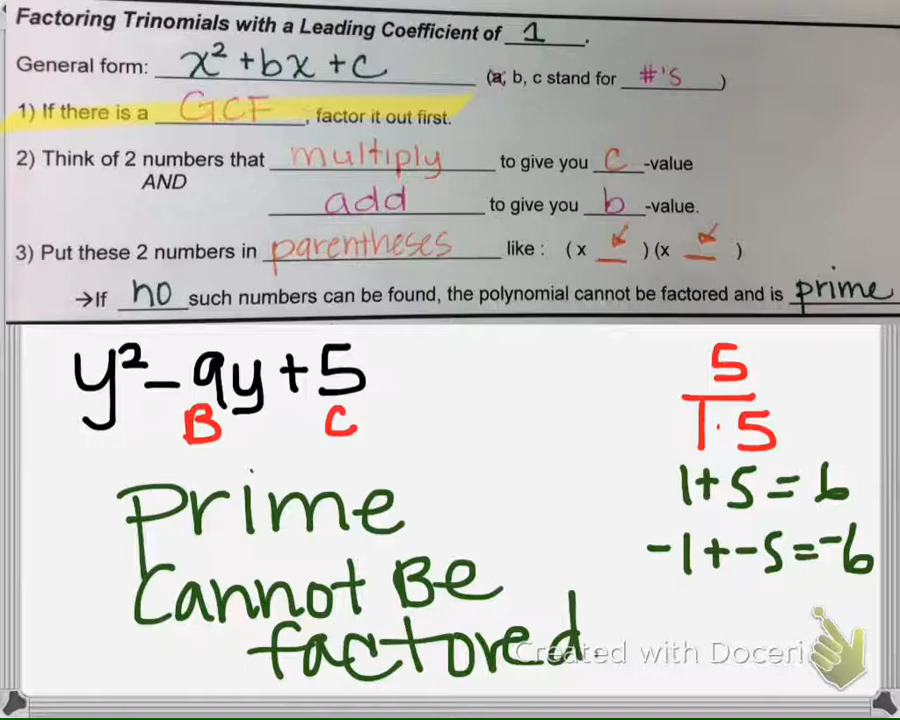 Factoring Trinomials with a Leading Coefficient of 1.
General form: x² + bx + c (a, b, c stand for #'s)
1) If there is a GCF, factor it out first.
2) Think of 2 numbers that multiply to give you c -value
AND
add to give you b -value.
3) Put these 2 numbers in parentheses like : (x __ )(x __ )
→If no such numbers can be found, the polynomial cannot be factored and is prime
y² - 9y + 5
B C
5
1·5
1+5=6
-1+-5=-6
Prime
Cannot Be
factored.
Created with Doceri